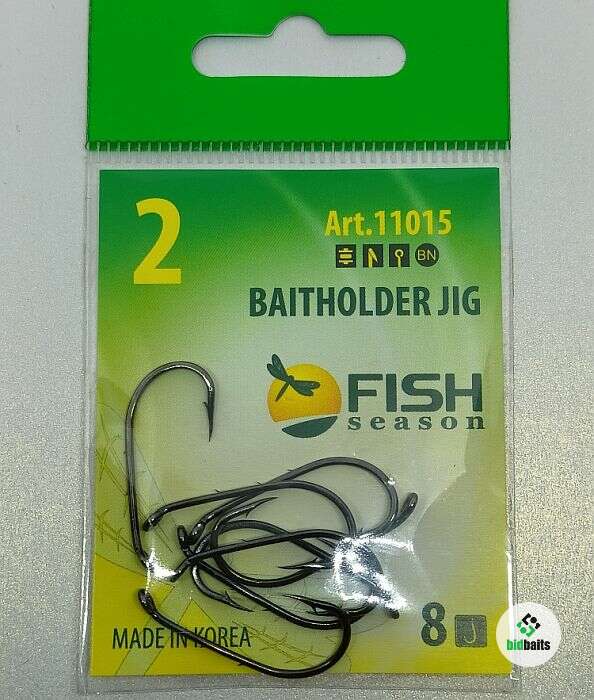 2
Art.11015
BN
BAITHOLDER JIG
FISH
season
MADE IN KOREA
8
bidbaits